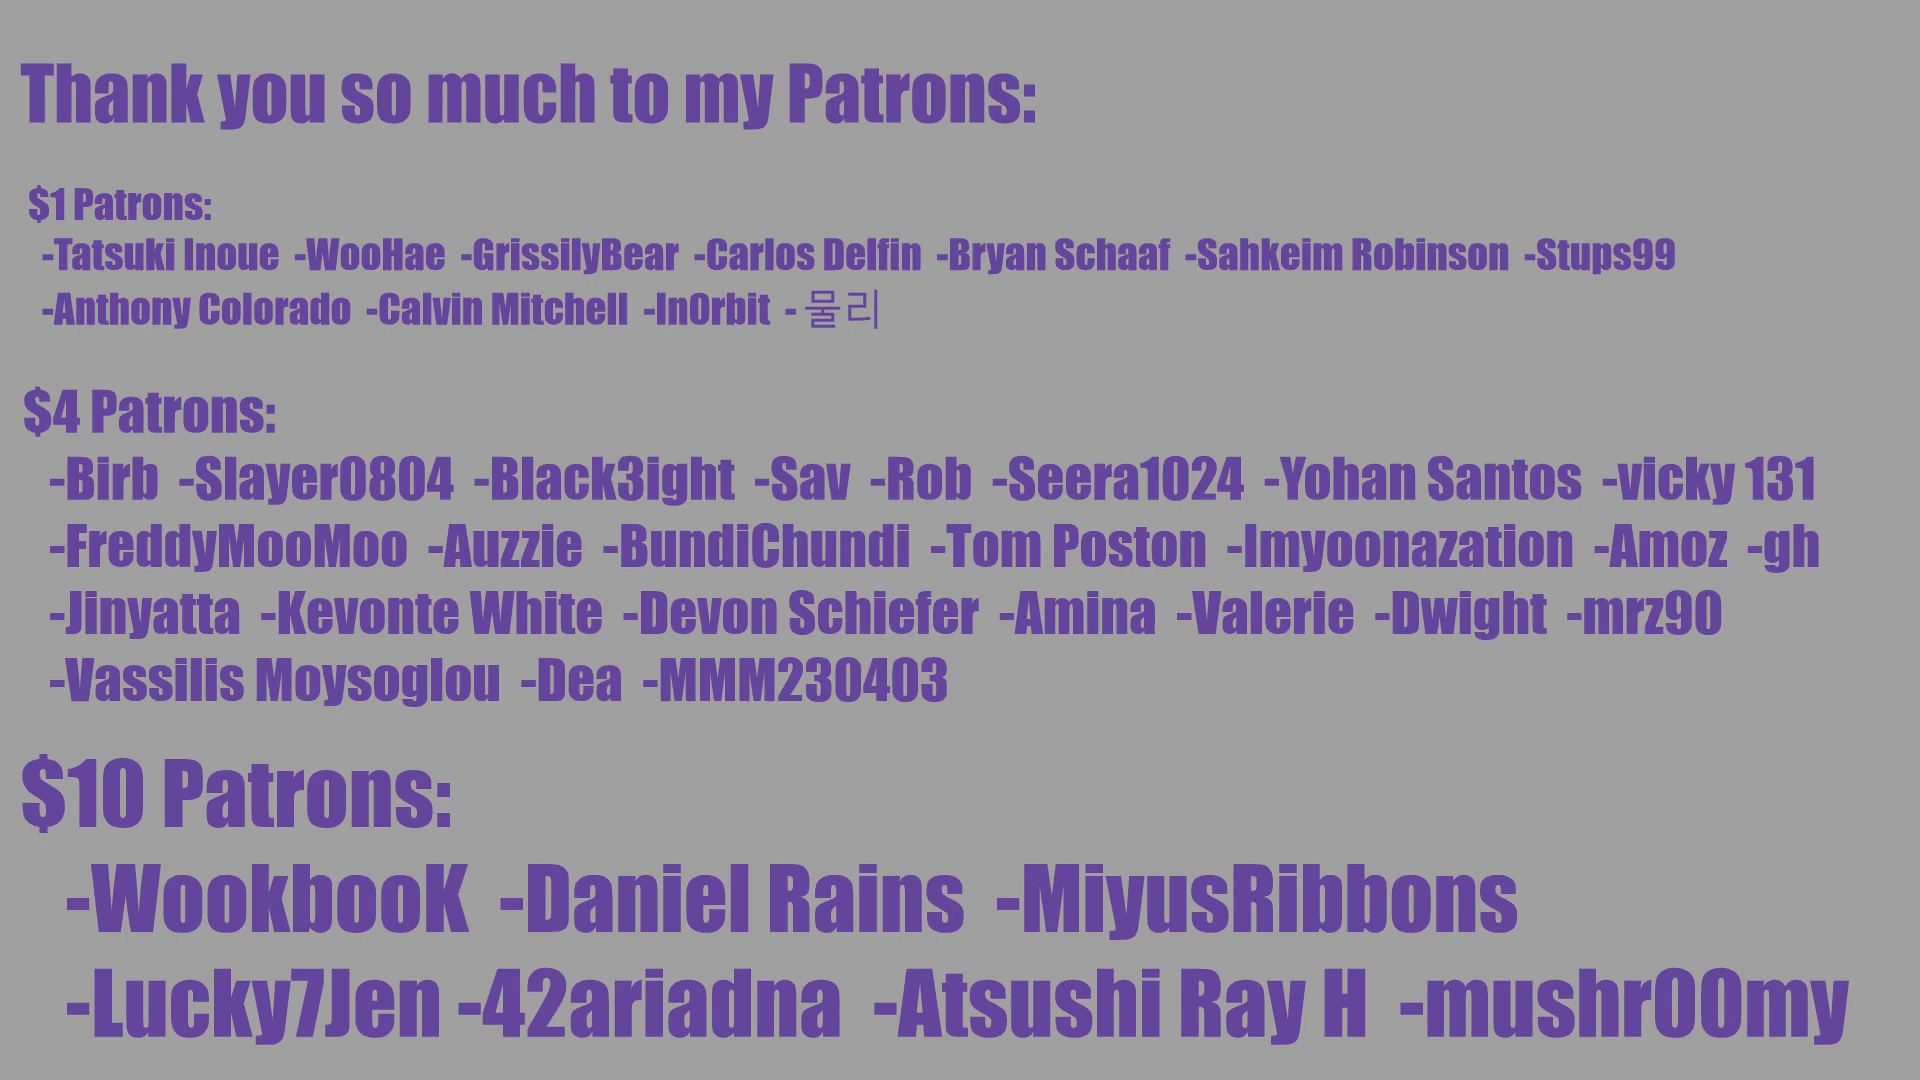 Thank you so much to my Patrons:
$1 Patrons:
-Tatsuki Inoue -WooHae -GrissilyBear -Carlos Delfin -Bryan Schaaf -Sahkeim Robinson -Stups99
-Anthony Colorado -Calvin Mitchell -InOrbit - 물리
$4 Patrons:
-Birb -Slayer0804 -Black3ight -Sav -Rob -Seera1024 -Yohan Santos -vicky 131
-FreddyMooMoo -Auzzie -BundiChundi -Tom Poston -Imyoonazation -Amoz -gh
-Jinyatta -Kevonte White -Devon Schiefer -Amina -Valerie -Dwight -mrz90
-Vassilis Moysoglou -Dea -MMM230403
$10 Patrons:
-WookbooK -Daniel Rains -MiyusRibbons
-Lucky7Jen -42ariadna -Atsushi Ray H -mushr00my